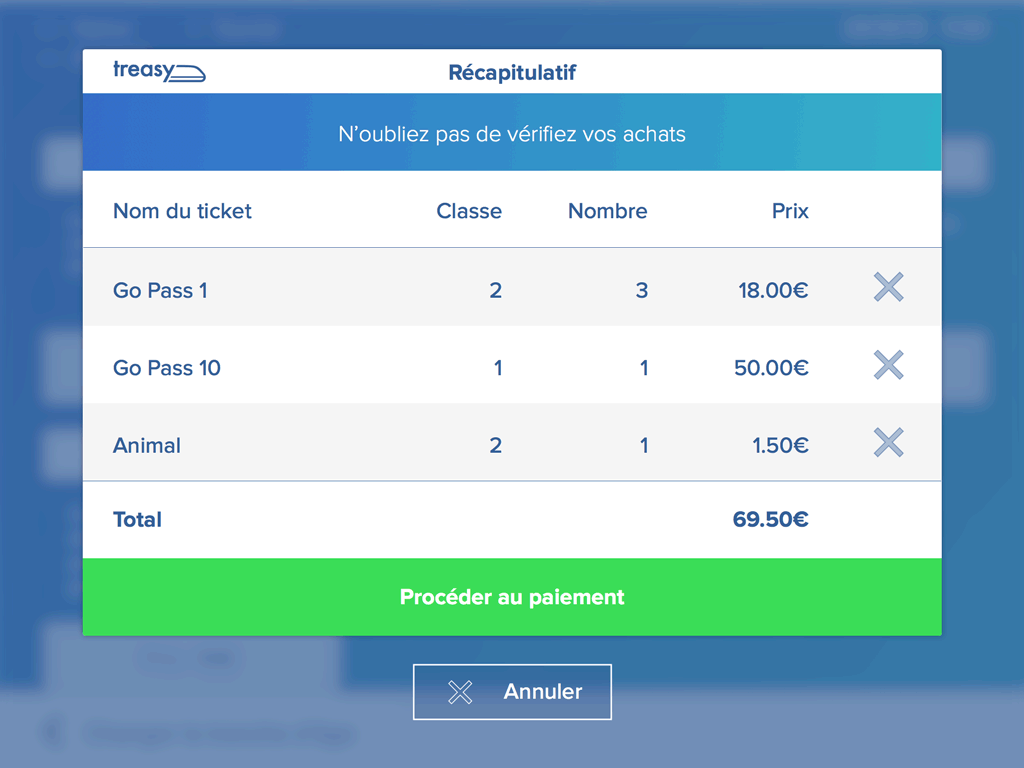 treasy
Récapitulatif
N'oubliez pas de vérifiez vos achats
Nom du ticket Classe Nombre Prix
Go Pass 1 2 3 18.00€
Go Pass 10 1 1 50.00€
Animal 2 1 1.50€
Total 69.50€
Procéder au paiement
Annuler